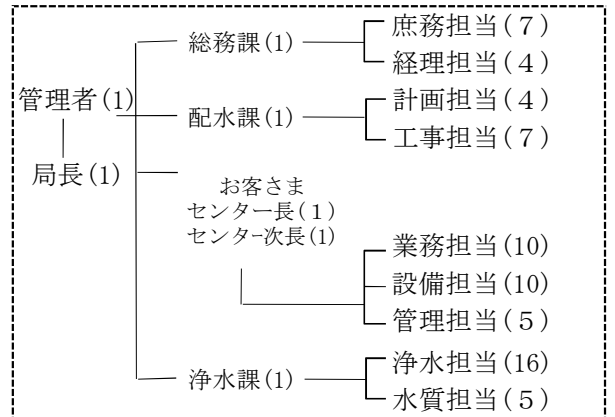 管理者(1)
局長(1)
総務課(1)
庶務担当(７)
経理担当(４)
配水課(1)
計画担当(４)
工事担当(７)
お客さま
センター長(１)
センター次長(1)
業務担当(10)
設備担当(10)
管理担当(５)
浄水課(1)
浄水担当(16)
水質担当(５)